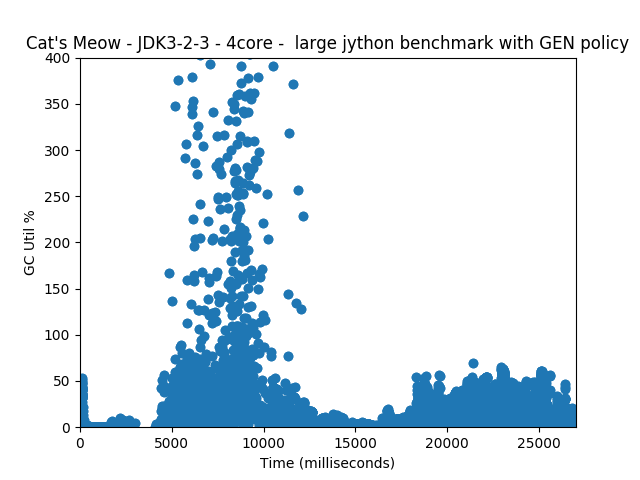 Cat's Meow - JDK3-2-3 - 4core -  large jython benchmark with GEN policy
400
350
300
250
200
150
100
50
0
GC Util %
0 5000 10000 15000 20000 25000
Time (milliseconds)